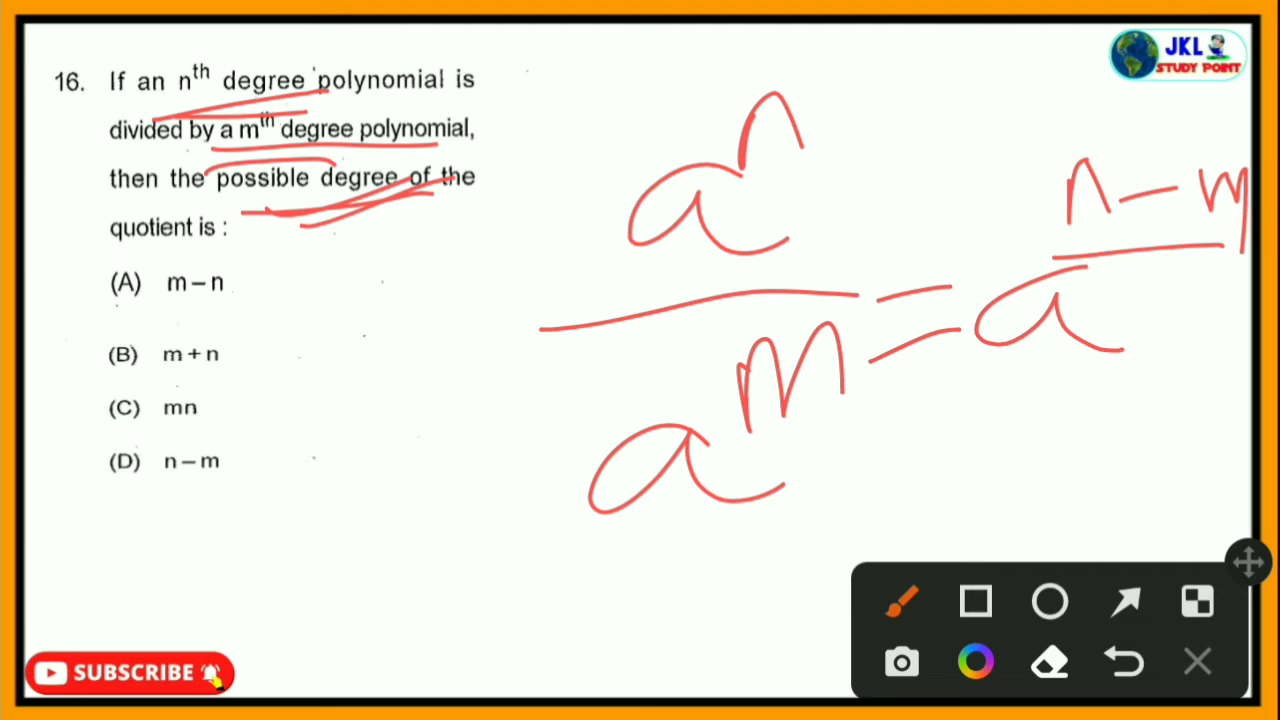 JKL
STUDY POINT
16. If an nth degree polynomial is
divided by a mth degree polynomial,
then the possible degree of the
quotient is :
(A) m – n
(B) m + n
(C) mn
(D) n – m
a^n
a^m
=
a^n – m
SUBSCRIBE